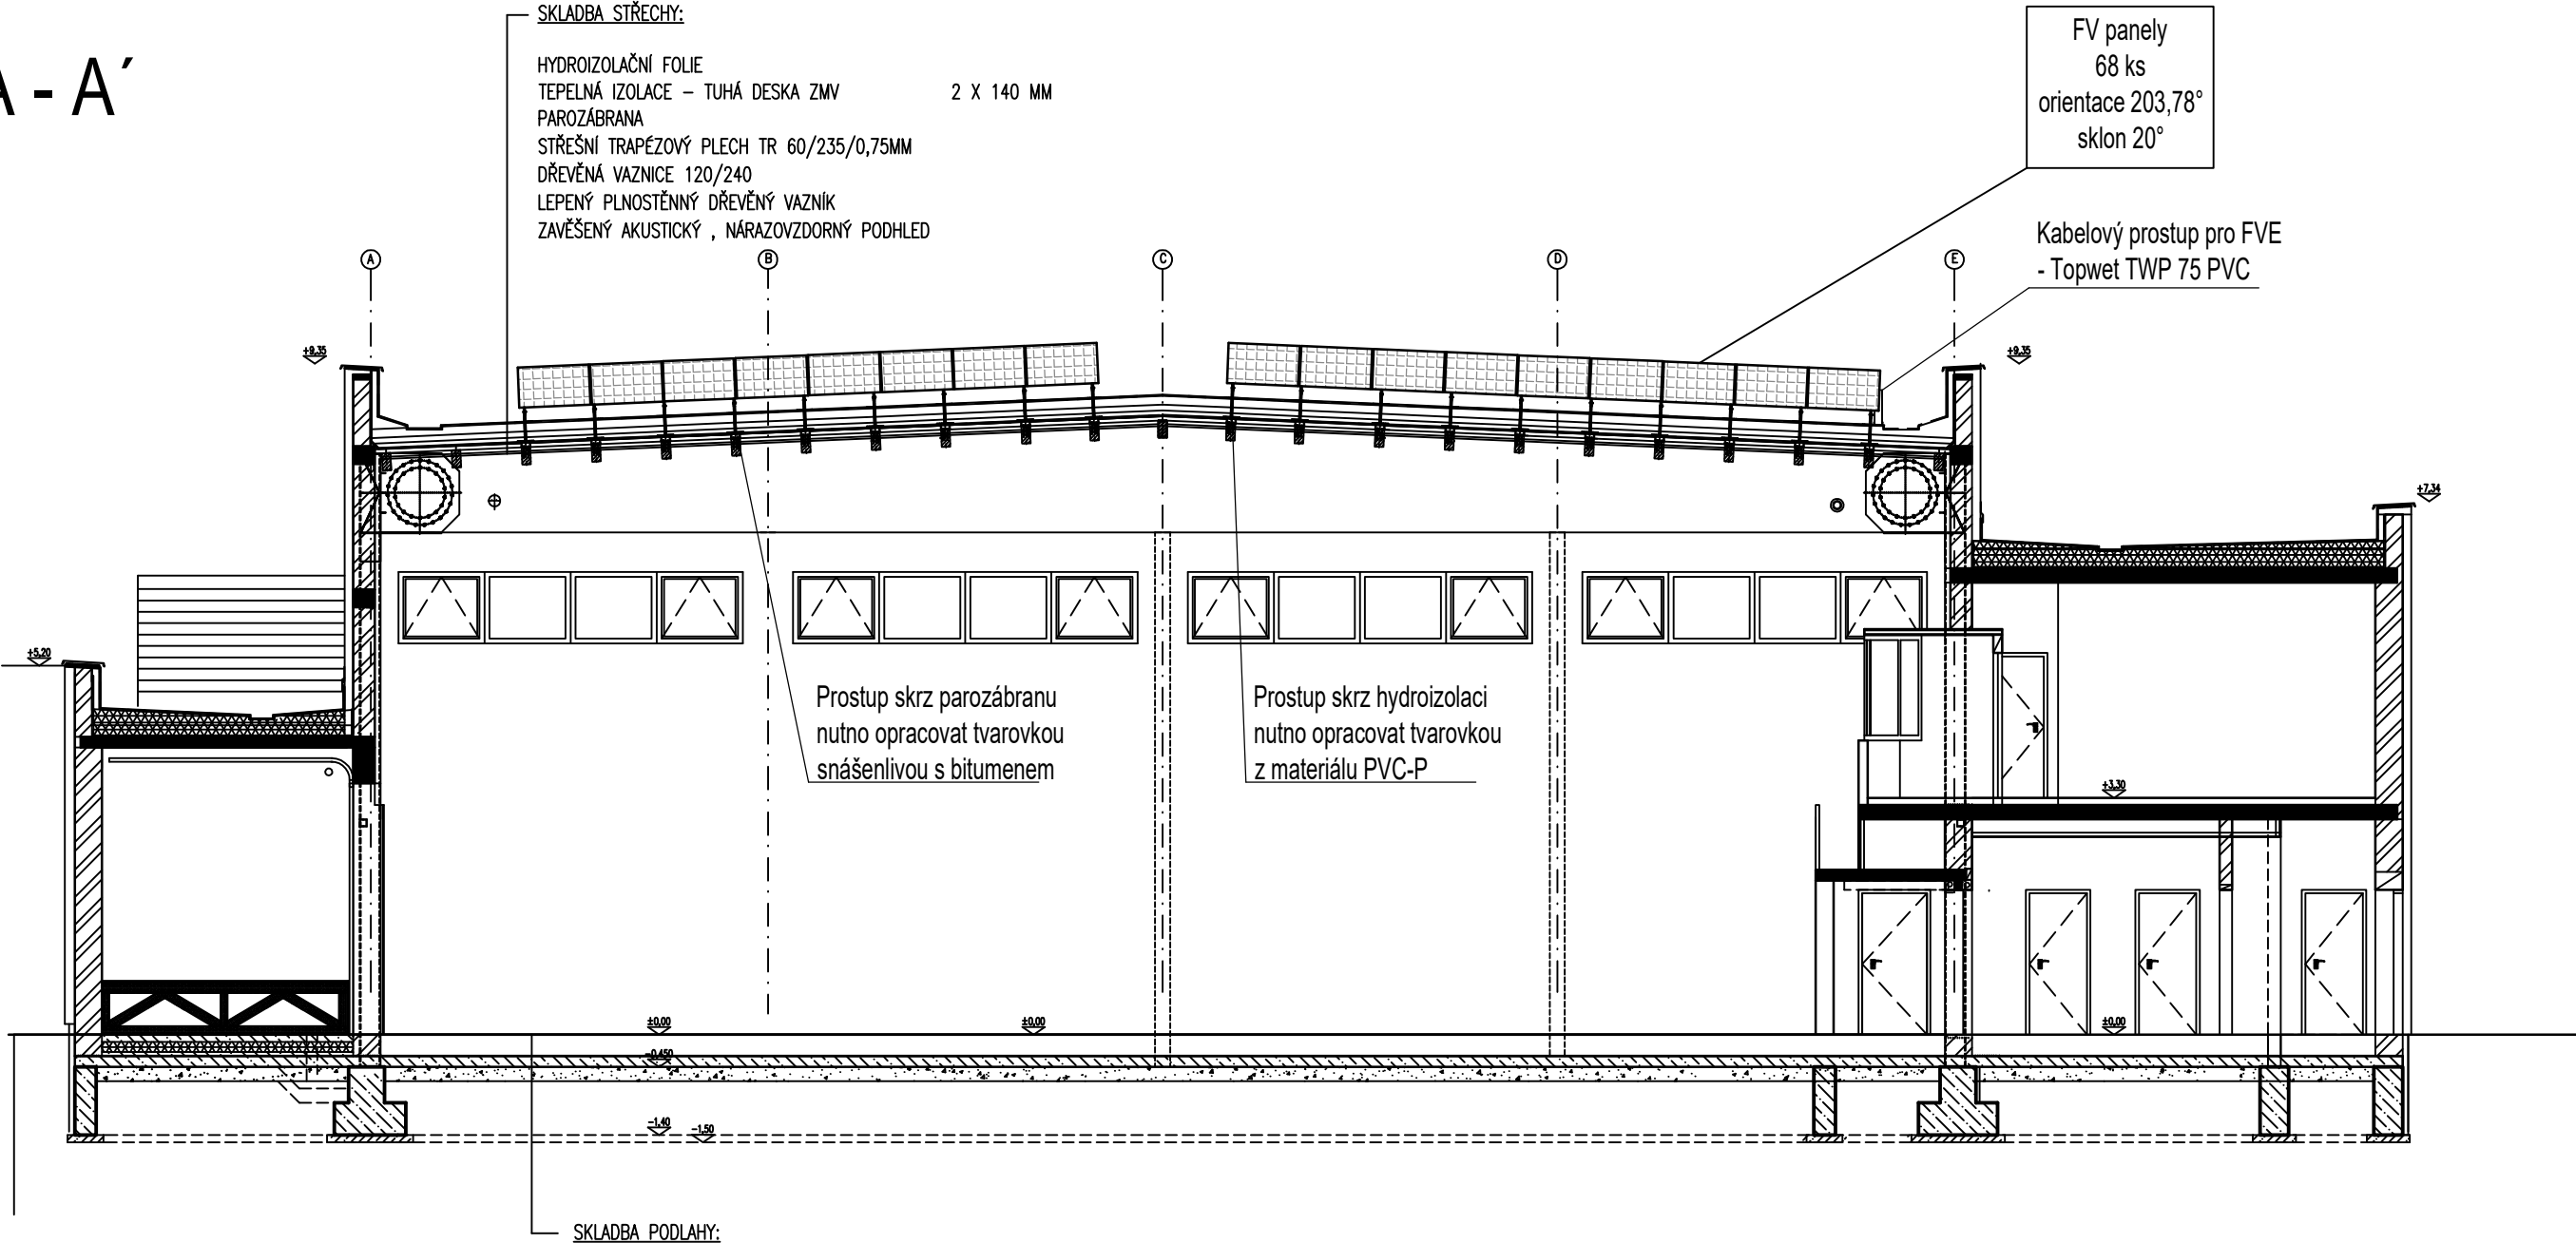 A - A´
SKLADBA STŘECHY:
HYDROIZOLAČNÍ FOLIE
TEPELNÁ IZOLACE – TUHÁ DESKA ZMV 2 X 140 MM
PAROZÁBRANA
STŘEŠNÍ TRAPÉZOVÝ PLECH TR 60/235/0,75MM
DŘEVĚNÁ VAZNICE 120/240
LEPENÝ PLNOSTĚNNÝ DŘEVĚNÝ VAZNÍK
ZAVĚŠENÝ AKUSTICKÝ , NÁRAZOVZDORNÝ PODHLED
FV panely
68 ks
orientace 203,78°
sklon 20°
Kabelový prostup pro FVE
- Topwet TWP 75 PVC
A
B
C
D
E
+9,35
+9,35
+7,34
+5,20
Prostup skrz parozábranu
nutno opracovat tvarovkou
snášenlivou s bitumenem
Prostup skrz hydroizolaci
nutno opracovat tvarovkou
z materiálu PVC-P
+3,30
±0,00
±0,00
±0,00
-0,450
-1,40
-1,50
SKLADBA PODLAHY: